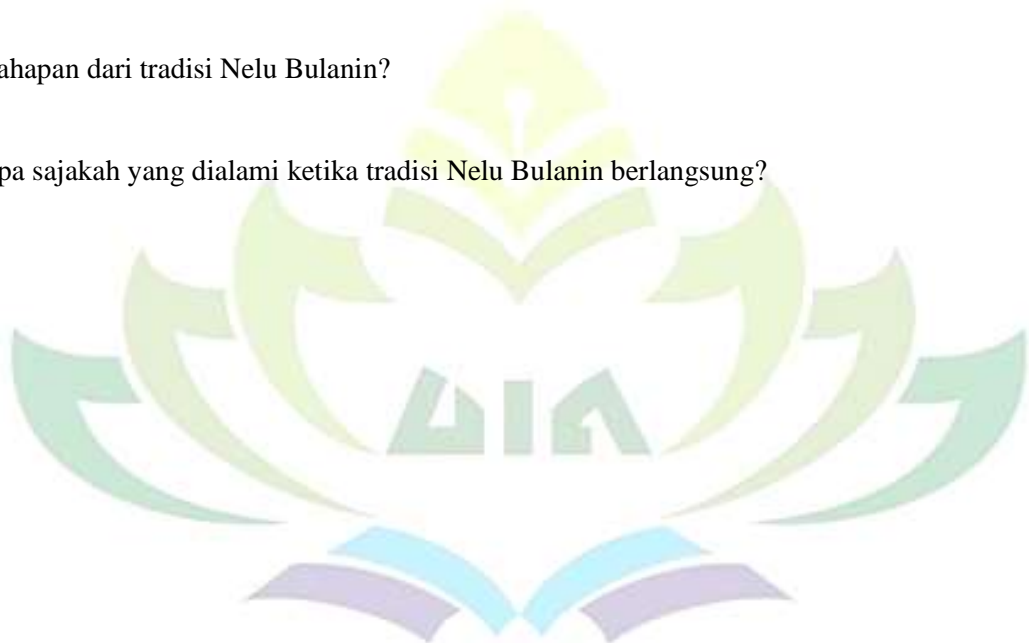 ahapan dari tradisi Nelu Bulanin?
pa sajakah yang dialami ketika tradisi Nelu Bulanin berlangsung?